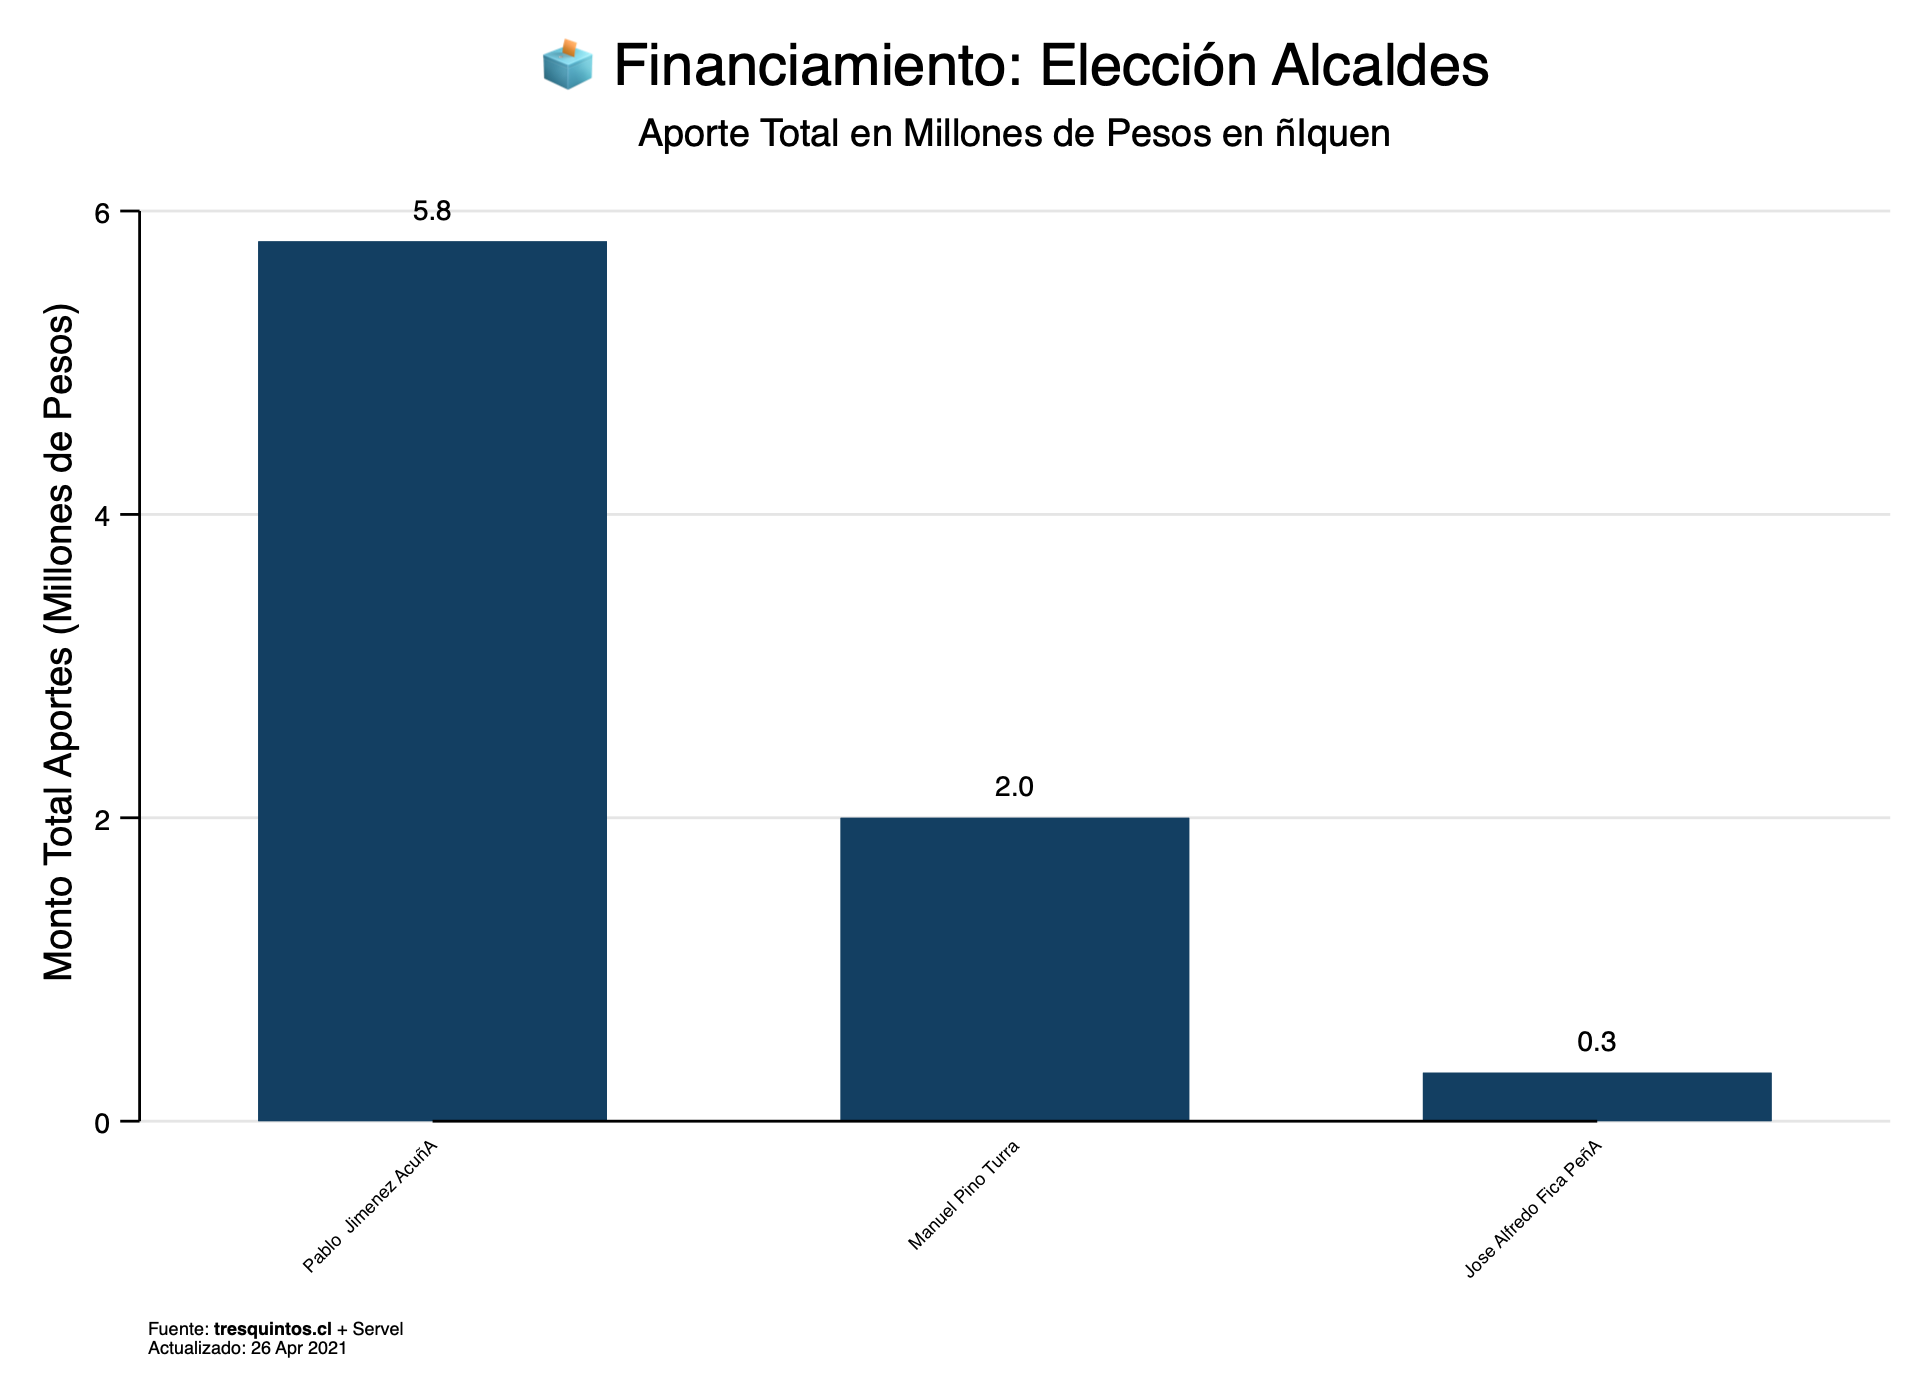 Financiamiento: Elección Alcaldes
Aporte Total en Millones de Pesos en ñIquen
Monto Total Aportes (Millones de Pesos)
6
4
2
0
5.8
2.0
0.3
Pablo  Jimenez AcuñA
Manuel Pino Turra
Jose Alfredo Fica PeñA
Fuente: tresquintos.cl + Servel
Actualizado: 26 Apr 2021